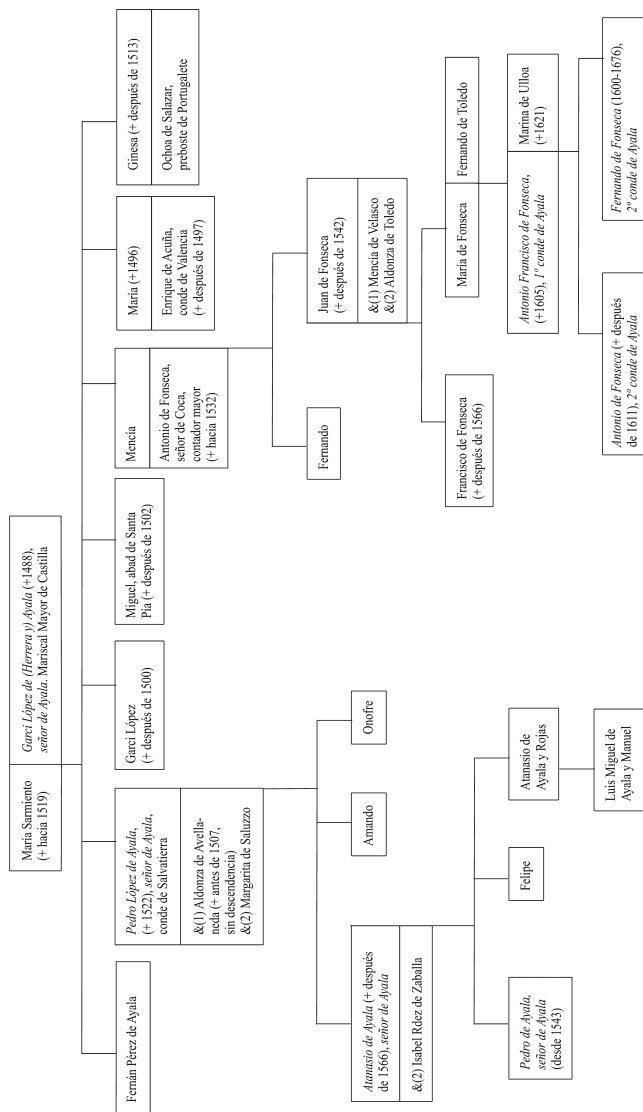 María Sarmiento
(+ hacia 1519)
Garci López de (Herrera y) Ayala (+1488),
señor de Ayala. Mariscal Mayor de Castilla
Fernán Pérez de Ayala
Pedro López de Ayala,
(+ 1522), señor de Ayala,
conde de Salvatierra
&(1) Aldonza de Avella-
neda (+ antes de 1507,
sin descendencia)
&(2) Margarita de Saluzzo
Garci López
(+ después de 1500)
Miguel, abad de Santa
Pía (+ después de 1502)
Mencía
Antonio de Fonseca,
señor de Coca,
contador mayor
(+ hacia 1532)
María (+1496)
Enrique de Acuña,
conde de Valencia
(+ después de 1497)
Ginesa (+ después de 1513)
Ochoa de Salazar,
preboste de Portugalete
Atanasio de Ayala (+ después
de 1566), señor de Ayala
&(2) Isabel Rdez de Zaballa
Amando
Onofre
Fernando
Juan de Fonseca
(+ después de 1542)
&(1) Mencía de Velasco
&(2) Aldonza de Toledo
Pedro de Ayala,
señor de Ayala
(desde 1543)
Felipe
Atanasio de
Ayala y Rojas
Francisco de Fonseca
(+ después de 1566)
María de Fonseca
Fernando de Toledo
Luis Miguel de
Ayala y Manuel
Antonio Francisco de Fonseca,
(+1605), 1º conde de Ayala
Marina de Ulloa
(+1621)
Antonio de Fonseca (+ después
de 1611), 2º conde de Ayala
Fernando de Fonseca (1600-1676),
2º conde de Ayala